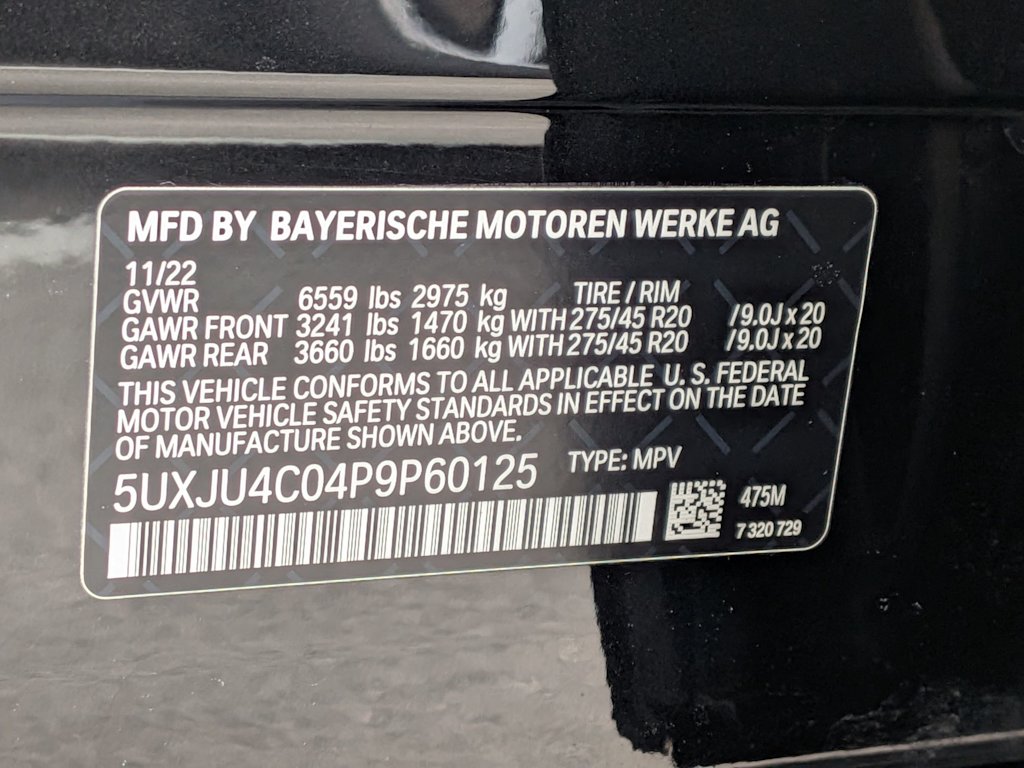 MFD BY BAYERISCHE MOTOREN WERKE AG
11/22
GVWR 6559 lbs 2975 kg TIRE / RIM
GAWR FRONT 3241 lbs 1470 kg WITH 275/45 R20 /9.0J x 20
GAWR REAR 3660 lbs 1660 kg WITH 275/45 R20 /9.0J x 20
THIS VEHICLE CONFORMS TO ALL APPLICABLE U. S. FEDERAL
MOTOR VEHICLE SAFETY STANDARDS IN EFFECT ON THE DATE
OF MANUFACTURE SHOWN ABOVE.
5UXJU4C04P9P60125 TYPE: MPV
475M
7 320 729